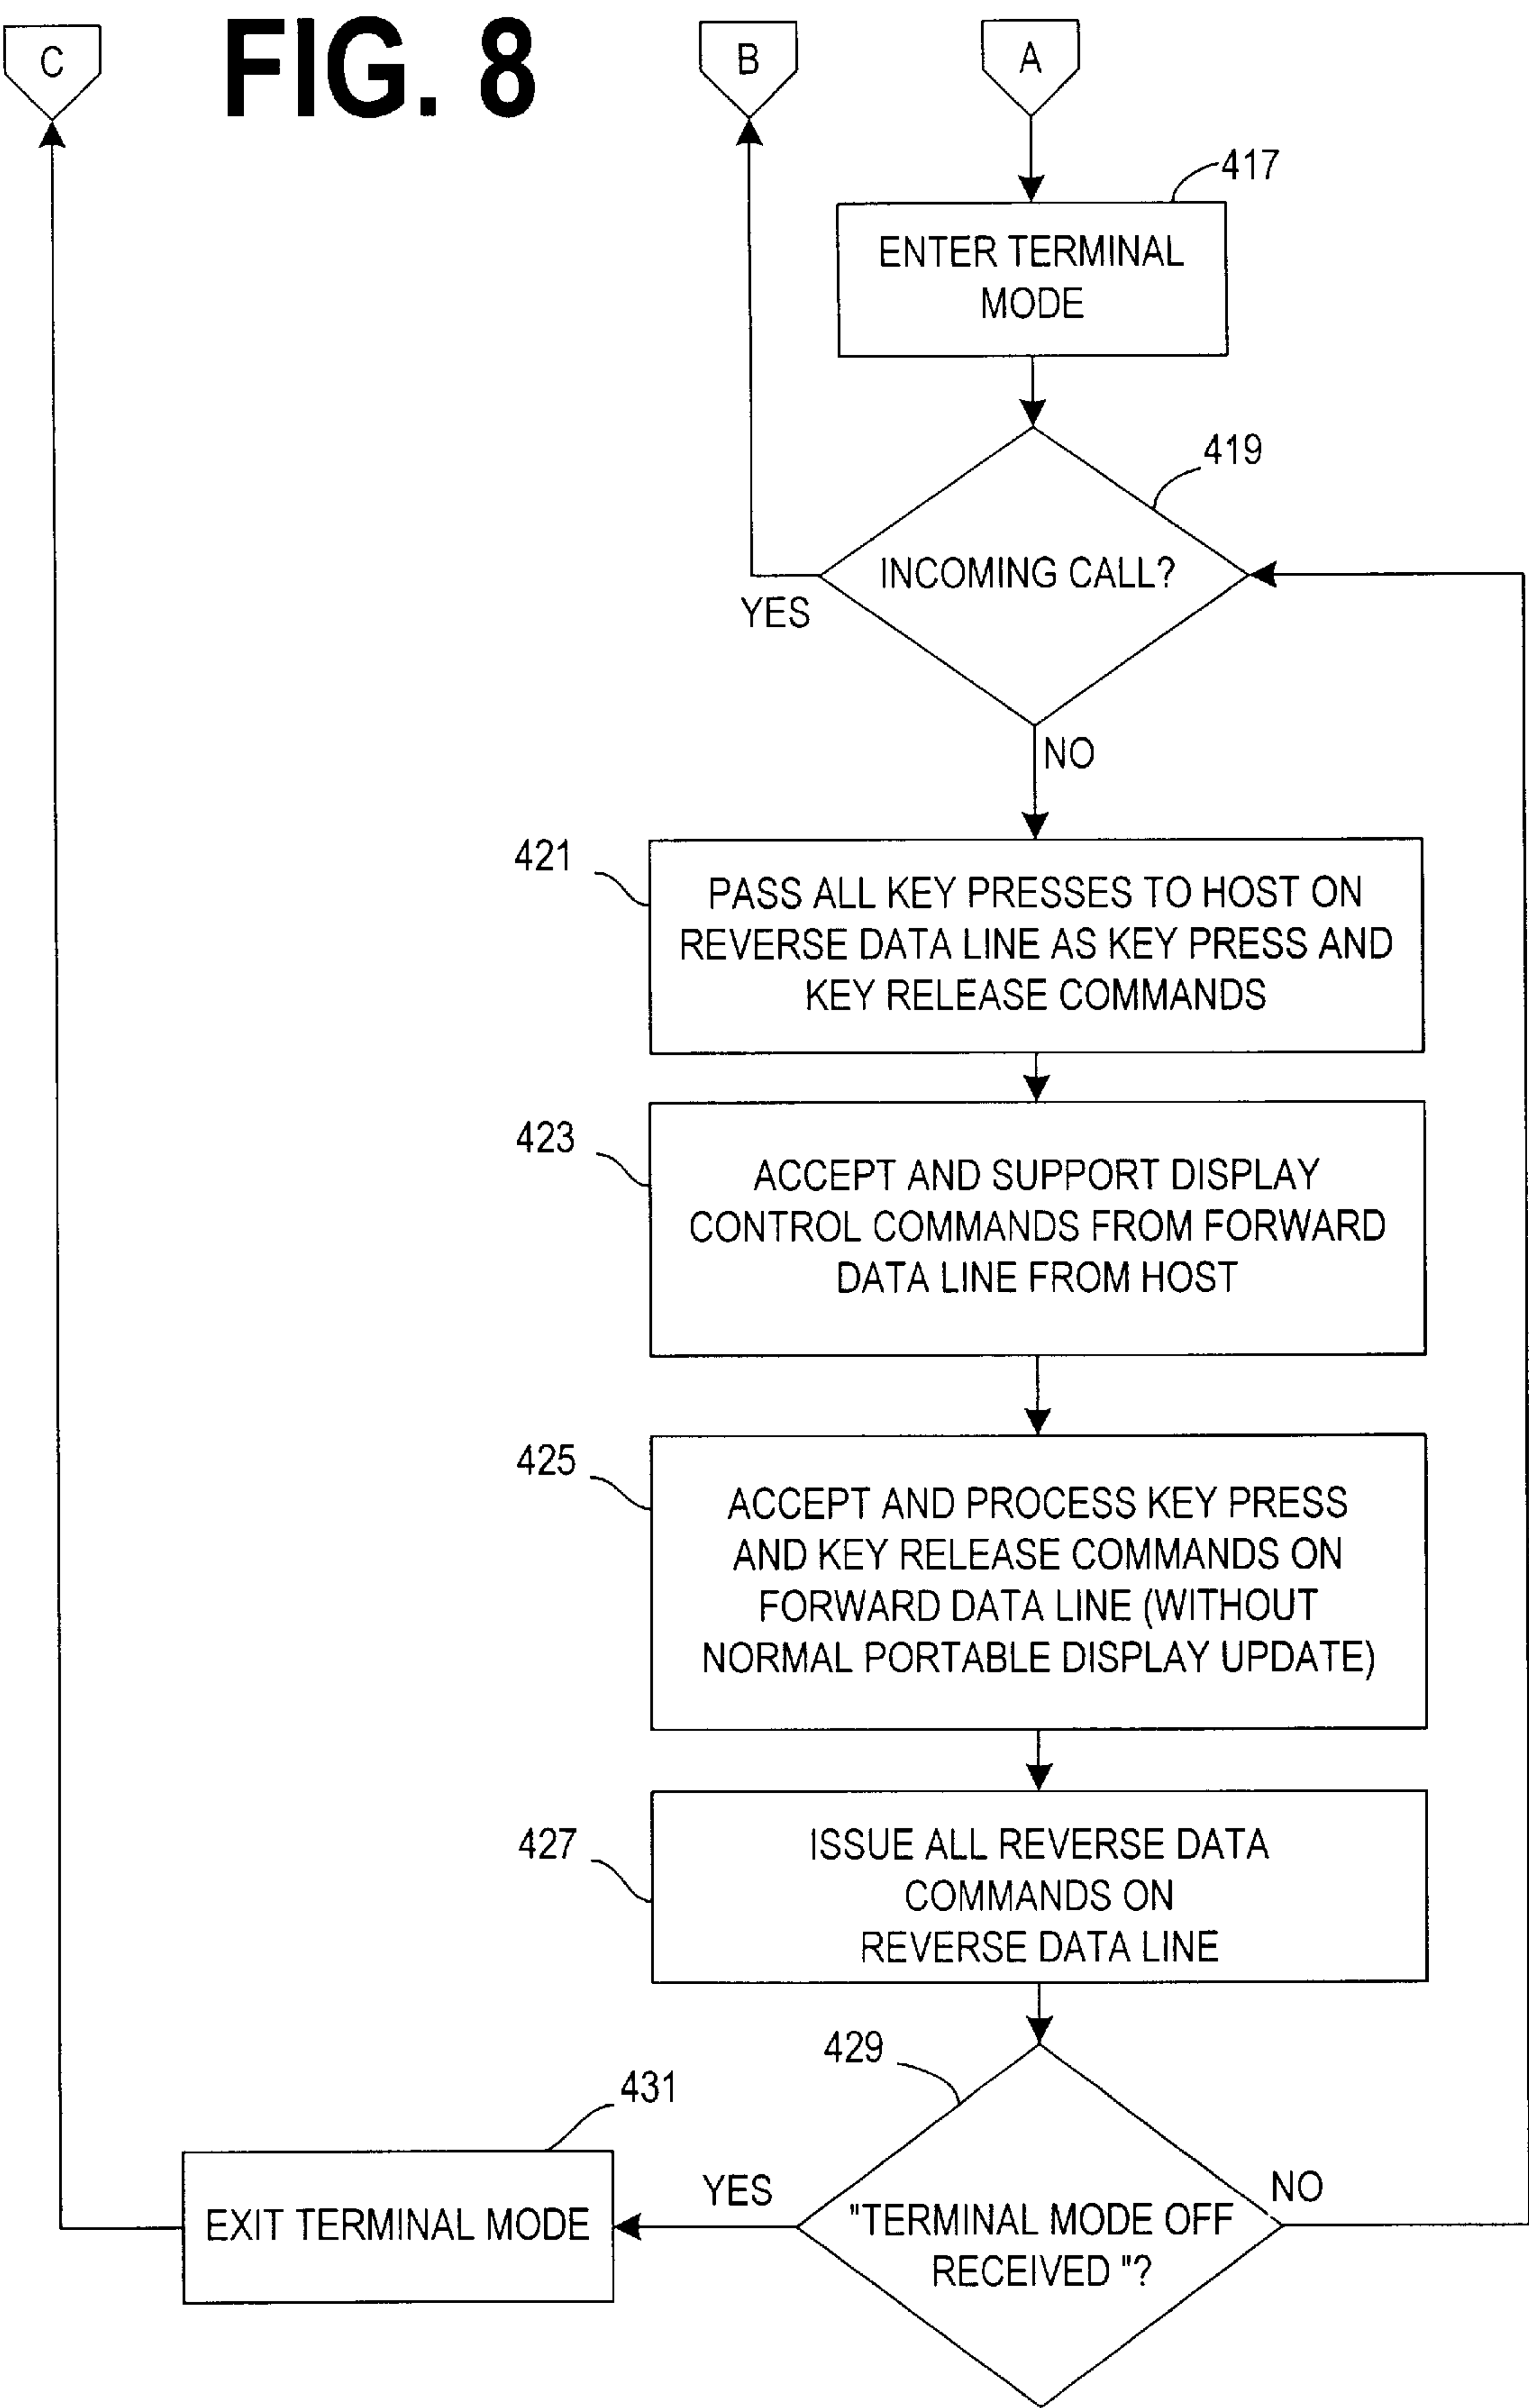 C
FIG. 8
B
A
417
ENTER TERMINAL
MODE
419
INCOMING CALL?
YES
NO
421
PASS ALL KEY PRESSES TO HOST ON
REVERSE DATA LINE AS KEY PRESS AND
KEY RELEASE COMMANDS
423
ACCEPT AND SUPPORT DISPLAY
CONTROL COMMANDS FROM FORWARD
DATA LINE FROM HOST
425
ACCEPT AND PROCESS KEY PRESS
AND KEY RELEASE COMMANDS ON
FORWARD DATA LINE (WITHOUT
NORMAL PORTABLE DISPLAY UPDATE)
427
ISSUE ALL REVERSE DATA
COMMANDS ON
REVERSE DATA LINE
429
431
YES
NO
EXIT TERMINAL MODE
"TERMINAL MODE OFF
RECEIVED "?